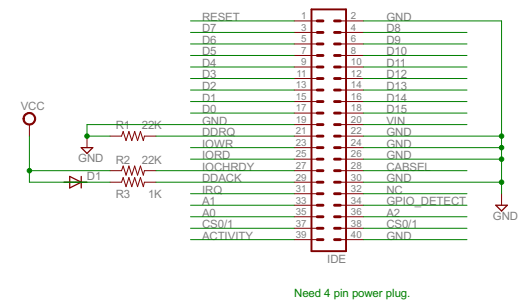 RESET 1 2 GND
D7 3 4 D8
D6 5 6 D9
D5 7 8 D10
D4 9 10 D11
D3 11 12 D12
D2 13 14 D13
D1 15 16 D14
D0 17 18 D15
VCC
GND 19 20 VIN
R1 22K DDRQ 21 22 GND
IOWR 23 24 GND
GND IORD 25 26 GND
R2 22K IOCHRDY 27 28 CABSEL
D1 DDACK 29 30 GND
R3 1K IRQ 31 32 NC
A1 33 34 GPIO_DETECT
A0 35 36 A2
GND
CS0/1 37 38 CS0/1
ACTIVITY 39 40 GND
IDE
Need 4 pin power plug.